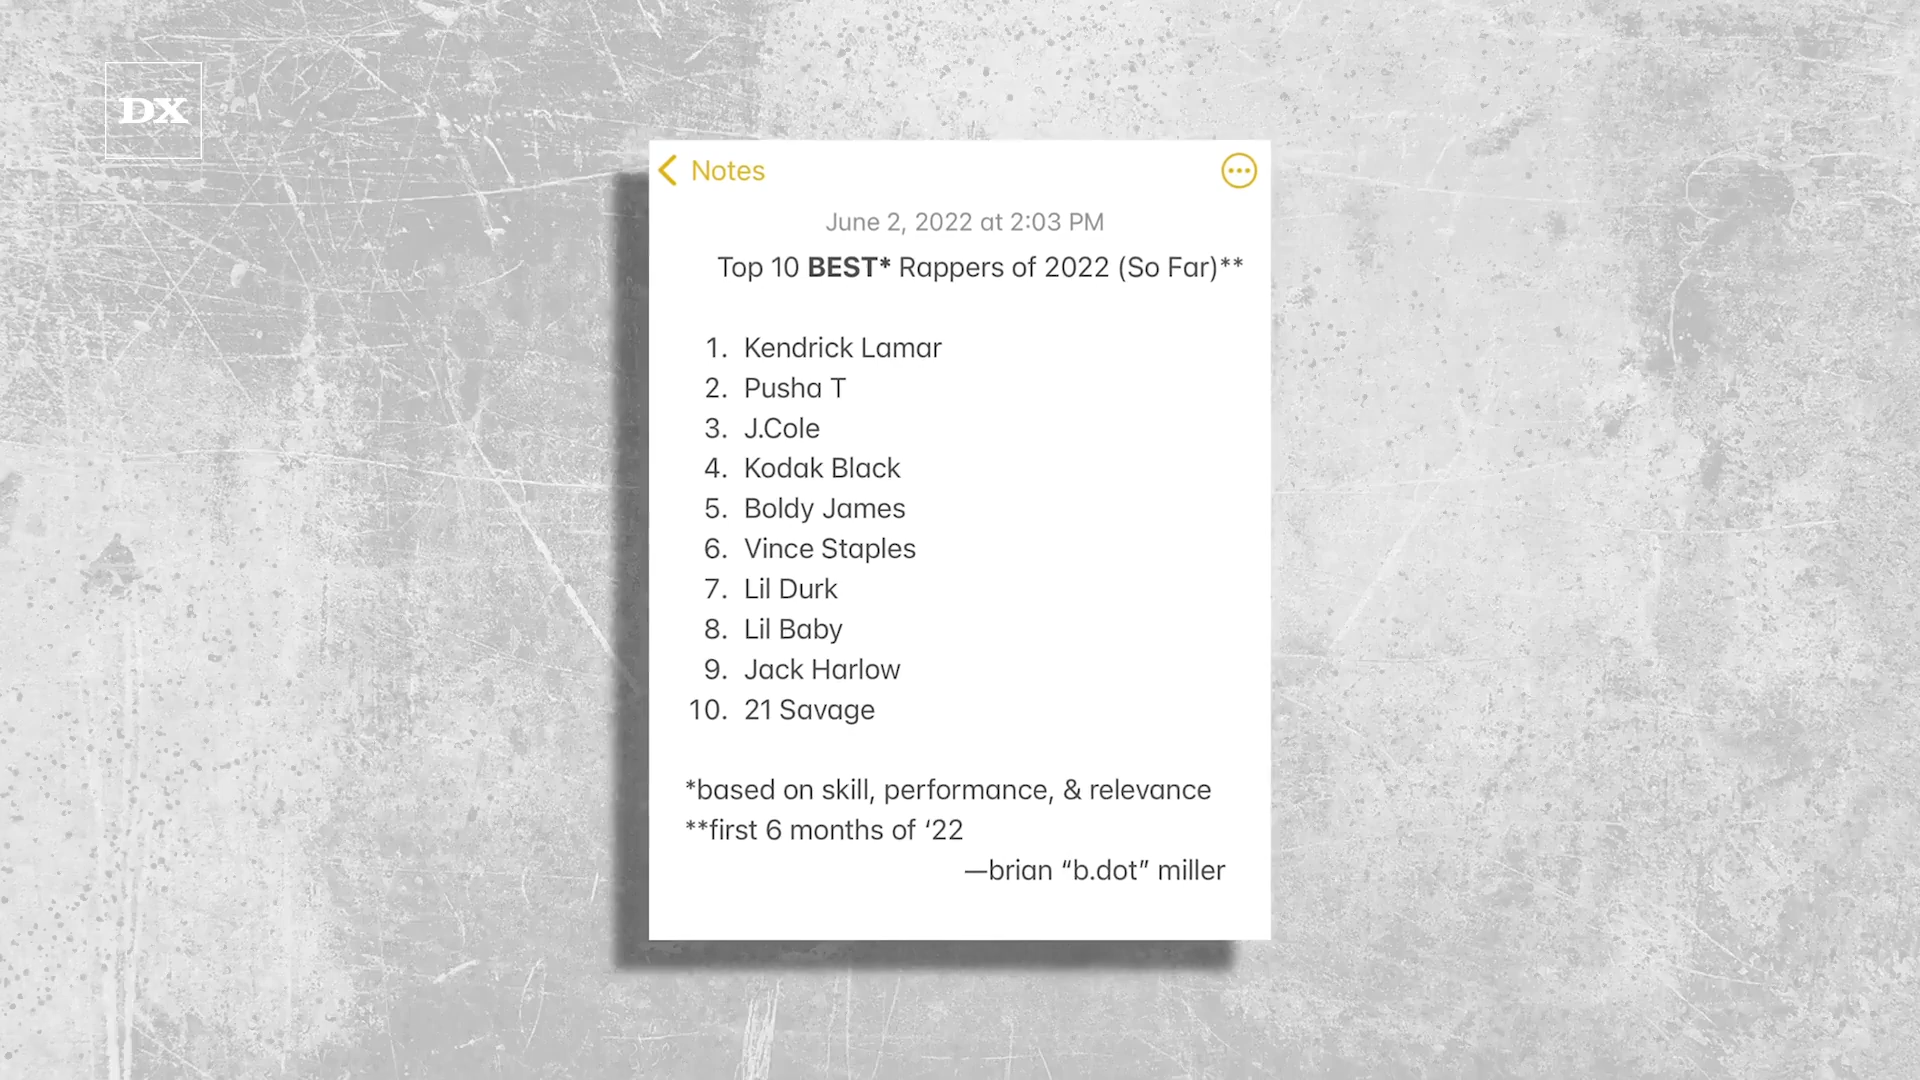 DX
Notes
June 2, 2022 at 2:03 PM
Top 10 BEST* Rappers of 2022 (So Far)**
1. Kendrick Lamar
2. Pusha T
3. J.Cole
4. Kodak Black
5. Boldy James
6. Vince Staples
7. Lil Durk
8. Lil Baby
9. Jack Harlow
10. 21 Savage
*based on skill, performance, & relevance
**first 6 months of ‘22
—brian “b.dot” miller